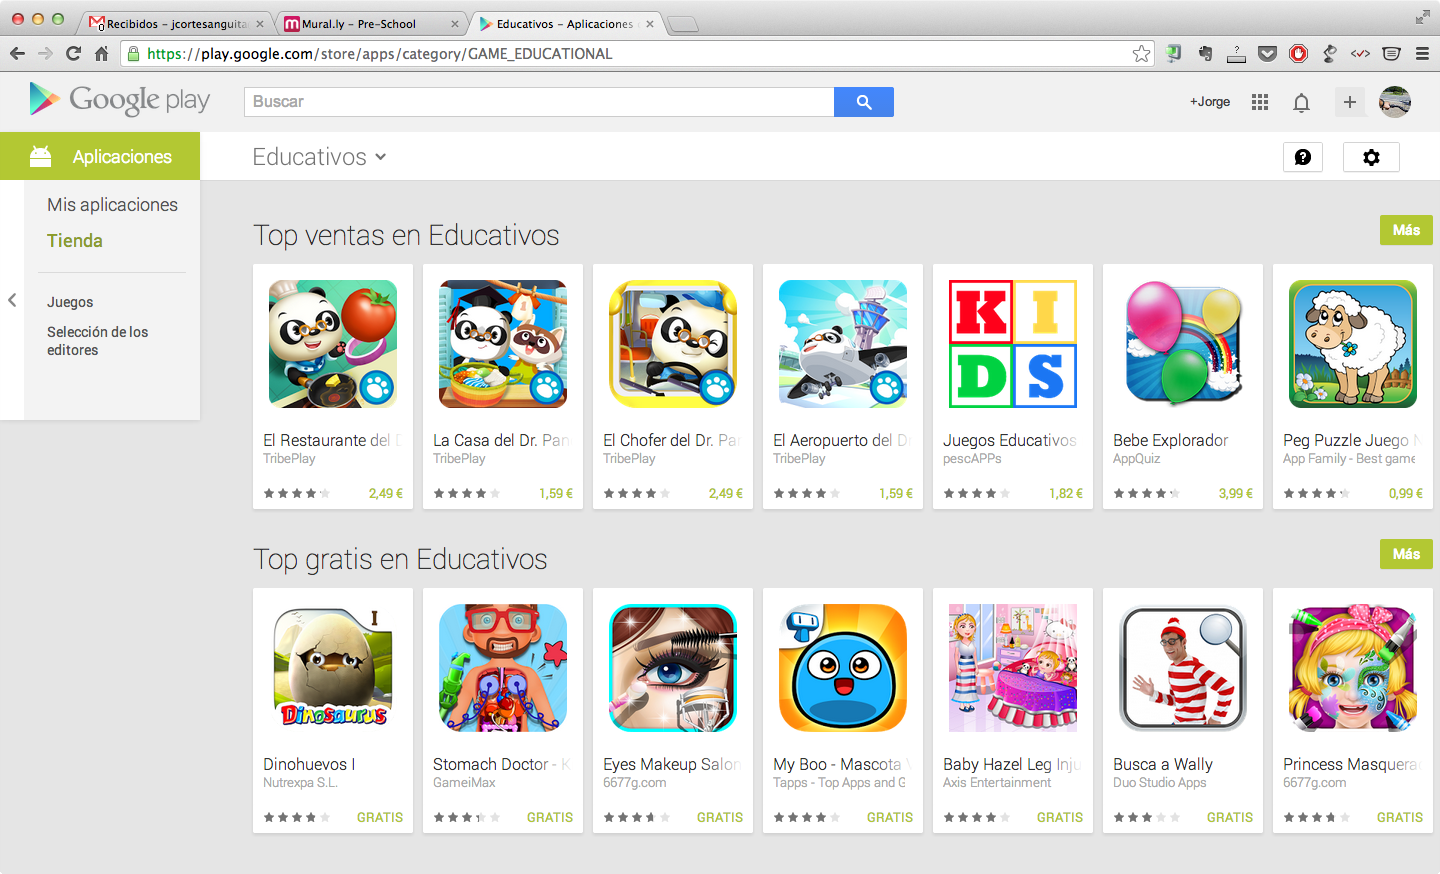 Recibidos – jcortesanguita
Mural.ly – Pre-School
Educativos – Aplicaciones
https://play.google.com/store/apps/category/GAME_EDUCATIONAL
Google play
Buscar
+Jorge
Aplicaciones
Educativos
Mis aplicaciones
Tienda
Juegos
Selección de los
editores
Top ventas en Educativos
Más
KIDS
El Restaurante del
La Casa del Dr. Pan
El Chofer del Dr. Pa
El Aeropuerto del D
Juegos Educativos
Bebe Explorador
Peg Puzzle Juego
TribePlay
TribePlay
TribePlay
TribePlay
pescAPPs
AppQuiz
App Family - Best game
2,49 €
1,59 €
2,49 €
1,59 €
1,82 €
3,99 €
0,99 €
Top gratis en Educativos
Más
I
Dinosaurus
Dinohuevos I
Stomach Doctor - K
Eyes Makeup Salon
My Boo - Mascota V
Baby Hazel Leg Inju
Busca a Wally
Princess Masquera
Nutrexpa S.L.
GameiMax
6677g.com
Tapps - Top Apps and G
Axis Entertainment
Duo Studio Apps
6677g.com
GRATIS
GRATIS
GRATIS
GRATIS
GRATIS
GRATIS
GRATIS